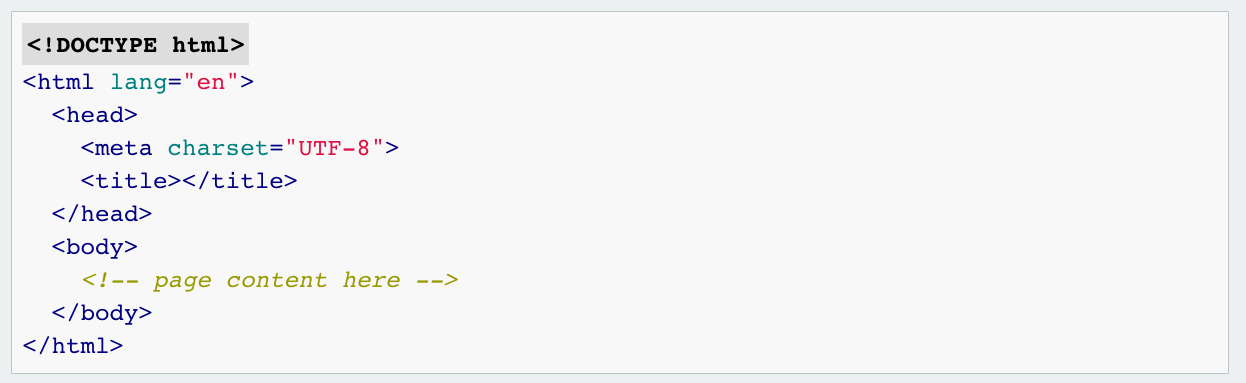 <!DOCTYPE html>
<html lang="en">
  <head>
    <meta charset="UTF-8">
    <title></title>
  </head>
  <body>
    <!-- page content here -->
  </body>
</html>